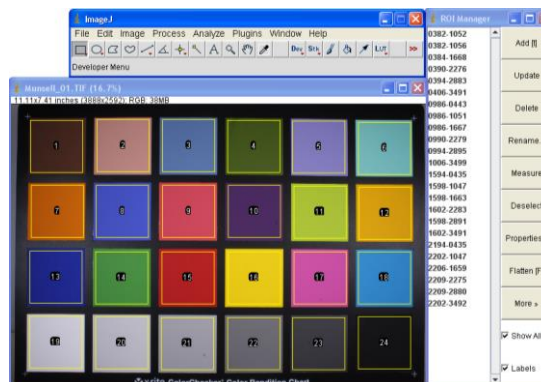 ImageJ
File Edit Image Process Analyze Plugins Window Help
Dev Stk LUT >>
Developer Menu
Munsell_01.TIF (16.7%)
11.11x7.41 inches (3888x2592); RGB; 38MB
1 2 3 4 5 6
7 8 9 10 11 12
13 14 15 16 17 18
19 20 21 22 23 24
x-rite ColorChecker Color Rendition Chart
ROI Manager
0382-1052
0382-1056
0384-1668
0390-2276
0394-2883
0406-3491
0986-0443
0986-1051
0986-1667
0990-2279
0994-2895
1006-3499
1594-0435
1598-1047
1598-1663
1602-2283
1598-2891
1602-3491
2194-0435
2202-1047
2206-1659
2209-2275
2209-2880
2202-3492
Add [t]
Update
Delete
Rename.
Measure
Deselect
Properties
Flatten [F
More »
Show All
Labels